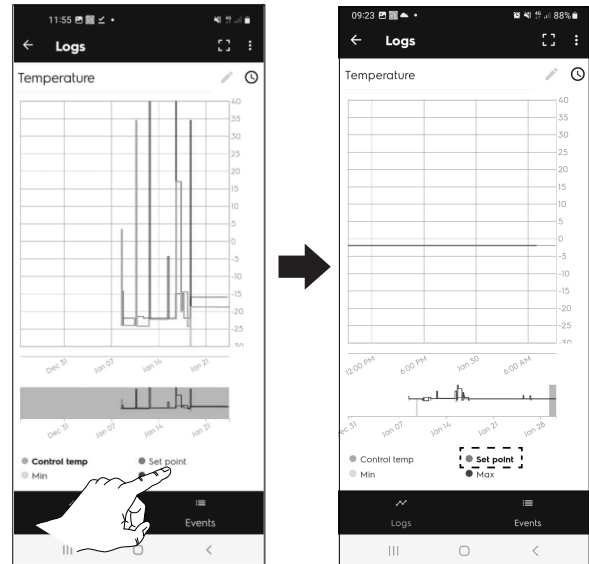 11:55
Logs
Temperature
40
35
30
25
20
15
10
5
0
-5
-10
-15
-20
-25
-30
Dec 31 Jan 07 Jan 14 Jan 21
Dec 31 Jan 07 Jan 14 Jan 21
Control temp Set point
Min
Events
09:23 88%
Logs
Temperature
40
35
30
25
20
15
10
5
0
-5
-10
-15
-20
-25
-30
12:00 PM 6:00 PM Jan 30 6:00 AM
Jan 07 Jan 14 Jan 21 Jan 28
Control temp Set point
Min Max
Logs Events